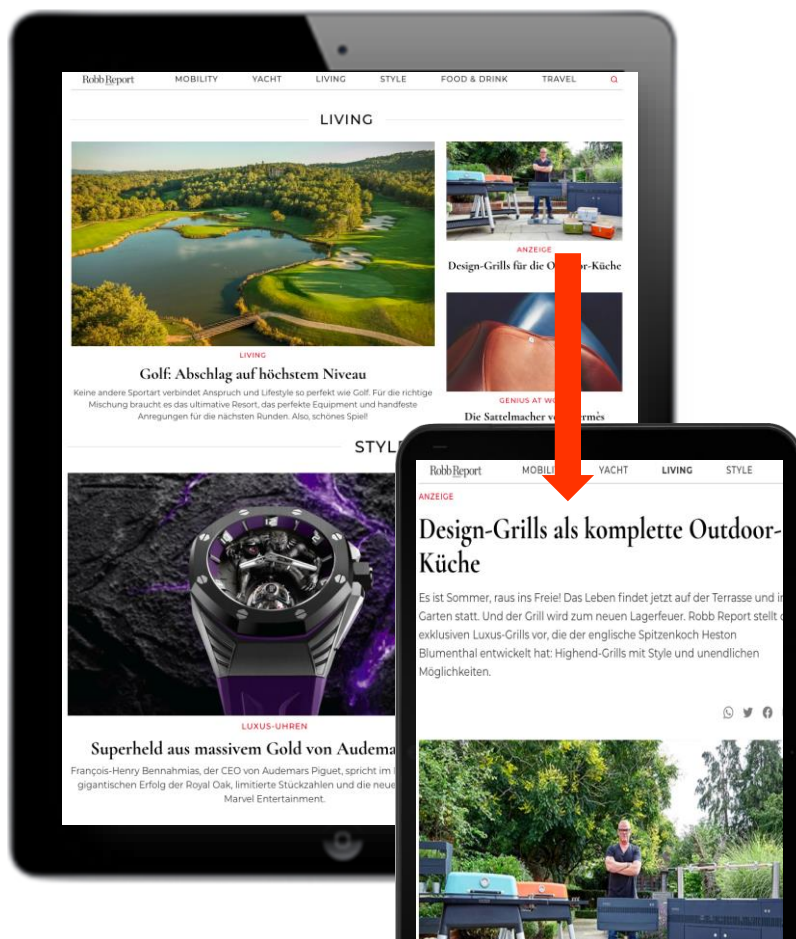 Robb Report MOBILITY YACHT LIVING STYLE FOOD & DRINK TRAVEL
LIVING
LIVING
Golf: Abschlag auf höchstem Niveau
Keine andere Sportart verbindet Anspruch und Lifestyle so perfekt wie Golf. Für die richtige
Mischung braucht es das ultimative Resort, das perfekte Equipment und handfeste
Anregungen für die nächsten Runden. Also, schönes Spiel!
ANZEIGE
Design-Grills für die
GENIUS AT
Die Sattelmacher
LUXUS-UHREN
Superheld aus massivem Gold von
François-Henry Bennahmias, der CEO von Audemars Piguet, spricht im
gigantischen Erfolg der Royal Oak, limitierte Stückzahlen und die neue
Marvel Entertainment.
Robb Report YACHT LIVING STYLE
ANZEIGE
Design-Grills als komplette Outdoor-
Küche
Es ist Sommer, raus ins Freie! Das Leben findet jetzt auf der Terrasse und
Garten statt. Und der Grill wird zum neuen Lagerfeuer. Robb Report stellt
exklusiven Luxus-Grills vor, die der englische Spitzenkoch Heston
Blumenthal entwickelt hat: Highend-Grills mit Style und unendlichen
Möglichkeiten.